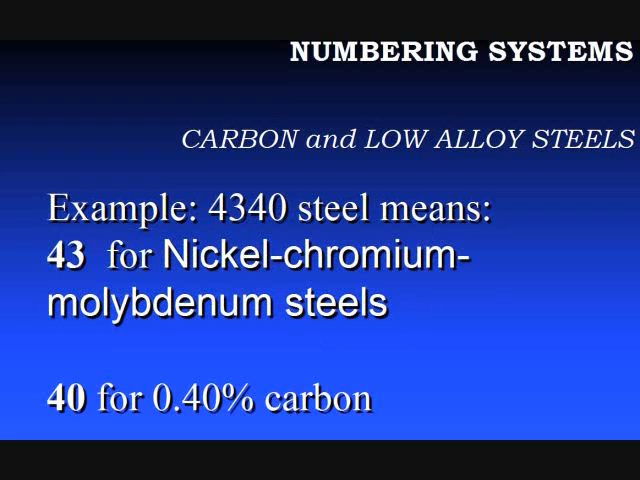 NUMBERING SYSTEMS
CARBON and LOW ALLOY STEELS
Example: 4340 steel means:
43 for Nickel-chromium-
molybdenum steels
40 for 0.40% carbon